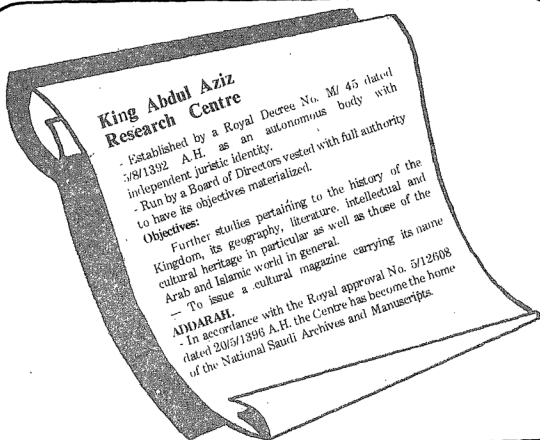 King Abdul Aziz
Research Centre
- Established by a Royal Decree No. M/ 45 dated
5/8/1392 A.H. as an autonomous body with
independent juristic identity.
- Run by a Board of Directors vested with full authority
to have its objectives materialized.
Objectives:
Further studies pertaining to the history of the
Kingdom, its geography, literature, intellectual and
cultural heritage in particular as well as those of the
Arab and Islamic world in general.
— To issue a cultural magazine carrying its name
ADDARAH.
- In accordance with the Royal approval No. 5/12608
dated 20/5/1396 A.H. the Centre has become the home
of the National Saudi Archives and Manuscripts.